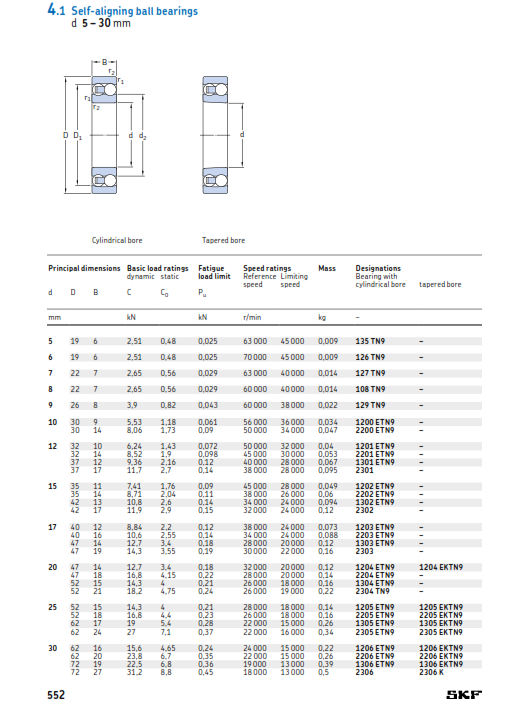 4.1 Self-aligning ball bearings
d 5 – 30 mm
B
r2
r1
r1
r2
D D1 d d2
d
Cylindrical bore Tapered bore
Principal dimensions Basic load ratings Fatigue Speed ratings Mass Designations
dynamic static load limit Reference Limiting Bearing with
speed speed cylindrical bore tapered bore
d D B C C0 Pu
mm kN kN r/min kg –
5 19 6 2,51 0,48 0,025 63 000 45 000 0,009 135 TN9 –
6 19 6 2,51 0,48 0,025 70 000 45 000 0,009 126 TN9 –
7 22 7 2,65 0,56 0,029 63 000 40 000 0,014 127 TN9 –
8 22 7 2,65 0,56 0,029 60 000 40 000 0,014 108 TN9 –
9 26 8 3,9 0,82 0,043 60 000 38 000 0,022 129 TN9 –
10 30 9 5,53 1,18 0,061 56 000 36 000 0,034 1200 ETN9 –
30 14 8,06 1,73 0,09 50 000 34 000 0,047 2200 ETN9 –
12 32 10 6,24 1,43 0,072 50 000 32 000 0,04 1201 ETN9 –
32 14 8,52 1,9 0,098 45 000 30 000 0,053 2201 ETN9 –
37 12 9,36 2,16 0,12 40 000 28 000 0,067 1301 ETN9 –
37 17 11,7 2,7 0,14 38 000 28 000 0,095 2301 –
15 35 11 7,41 1,76 0,09 45 000 28 000 0,049 1202 ETN9 –
35 14 8,71 2,04 0,11 38 000 26 000 0,06 2202 ETN9 –
42 13 10,8 2,6 0,14 34 000 24 000 0,094 1302 ETN9 –
42 17 11,9 2,9 0,15 32 000 24 000 0,12 2302 –
17 40 12 8,84 2,2 0,12 38 000 24 000 0,073 1203 ETN9 –
40 16 10,6 2,55 0,14 34 000 24 000 0,088 2203 ETN9 –
47 14 12,7 3,4 0,18 28 000 20 000 0,12 1303 ETN9 –
47 19 14,3 3,55 0,19 30 000 22 000 0,16 2303 –
20 47 14 12,7 3,4 0,18 32 000 20 000 0,12 1204 ETN9 1204 EKTN9
47 18 16,8 4,15 0,22 28 000 20 000 0,14 2204 ETN9 –
52 15 14,3 4 0,21 26 000 18 000 0,16 1304 ETN9 –
52 21 18,2 4,75 0,24 26 000 19 000 0,22 2304 TN9 –
25 52 15 14,3 4 0,21 28 000 18 000 0,14 1205 ETN9 1205 EKTN9
52 18 16,8 4,4 0,23 26 000 18 000 0,16 2205 ETN9 2205 EKTN9
62 17 19 5,4 0,28 22 000 15 000 0,26 1305 ETN9 1305 EKTN9
62 24 27 7,1 0,37 22 000 16 000 0,34 2305 ETN9 2305 EKTN9
30 62 16 15,6 4,65 0,24 24 000 15 000 0,22 1206 ETN9 1206 EKTN9
62 20 23,8 6,7 0,35 22 000 15 000 0,26 2206 ETN9 2206 EKTN9
72 19 22,5 6,8 0,36 19 000 13 000 0,39 1306 ETN9 1306 EKTN9
72 27 31,2 8,8 0,45 18 000 13 000 0,5 2306 2306 K
552 SKF